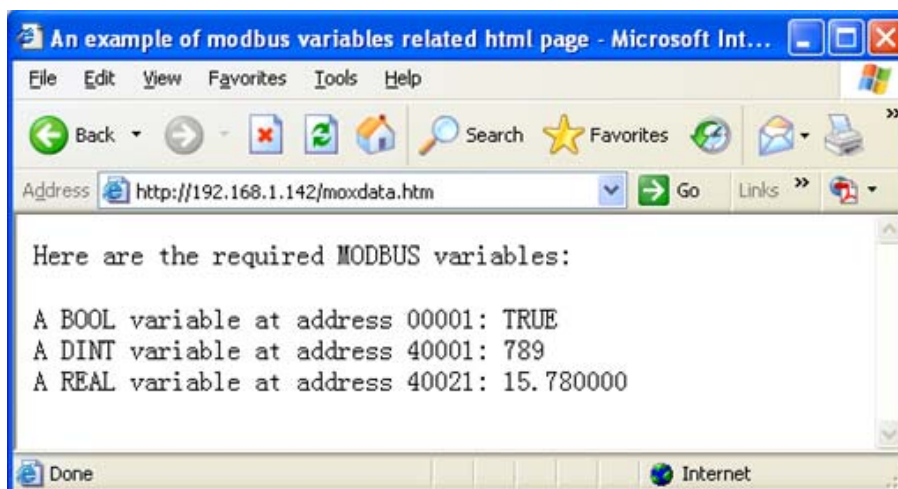 An example of modbus variables related html page - Microsoft Int...
File Edit View Favorites Tools Help
Back Search Favorites »
Address http://192.168.1.142/moxdata.htm Go Links »
Here are the required MODBUS variables:
A BOOL variable at address 00001: TRUE
A DINT variable at address 40001: 789
A REAL variable at address 40021: 15.780000
Done Internet